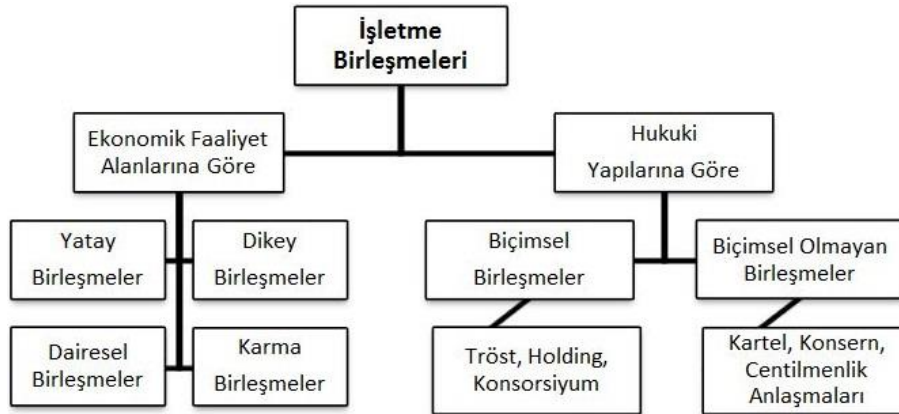 İşletme
Birleşmeleri
Ekonomik Faaliyet
Alanlarına Göre
Hukuki
Yapılarına Göre
Yatay
Birleşmeler
Dikey
Birleşmeler
Biçimsel
Birleşmeler
Biçimsel Olmayan
Birleşmeler
Dairesel
Birleşmeler
Karma
Birleşmeler
Tröst, Holding,
Konsorsiyum
Kartel, Konsern,
Centilmenlik
Anlaşmaları